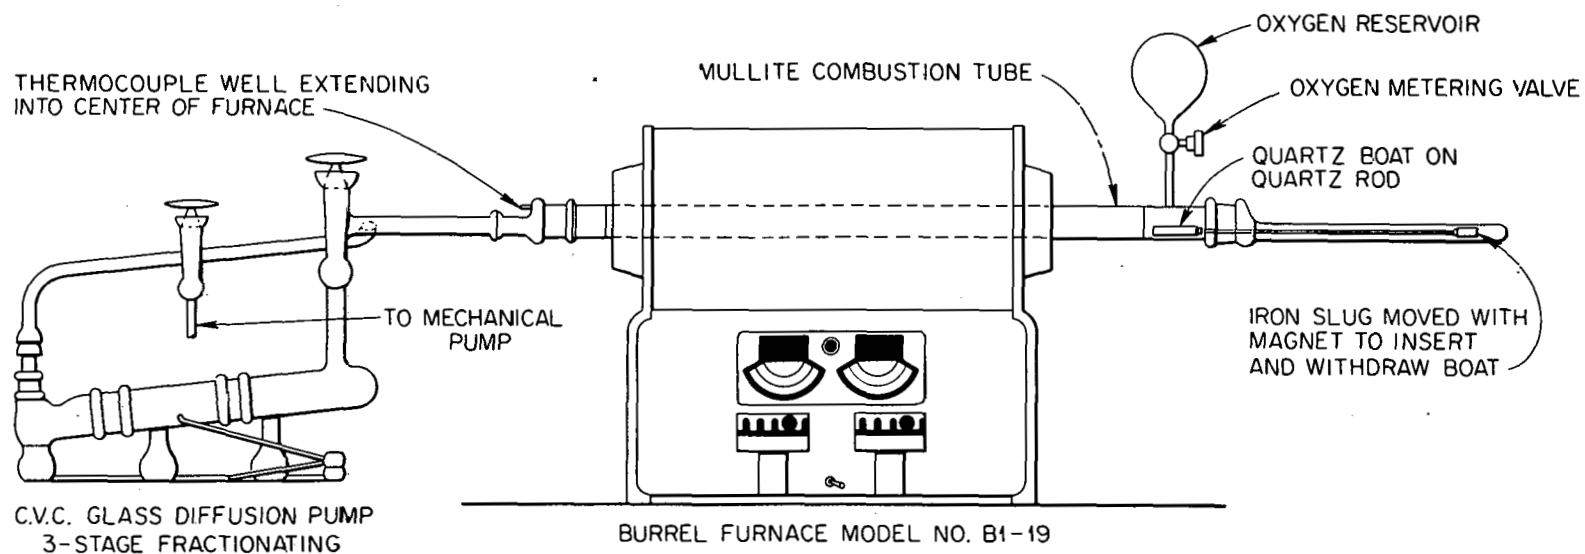 OXYGEN RESERVOIR
THERMOCOUPLE WELL EXTENDING
INTO CENTER OF FURNACE
MULLITE COMBUSTION TUBE
OXYGEN METERING VALVE
QUARTZ BOAT ON
QUARTZ ROD
TO MECHANICAL
PUMP
IRON SLUG MOVED WITH
MAGNET TO INSERT
AND WITHDRAW BOAT
C.V.C. GLASS DIFFUSION PUMP
3-STAGE FRACTIONATING
BURREL FURNACE MODEL NO. B1-19